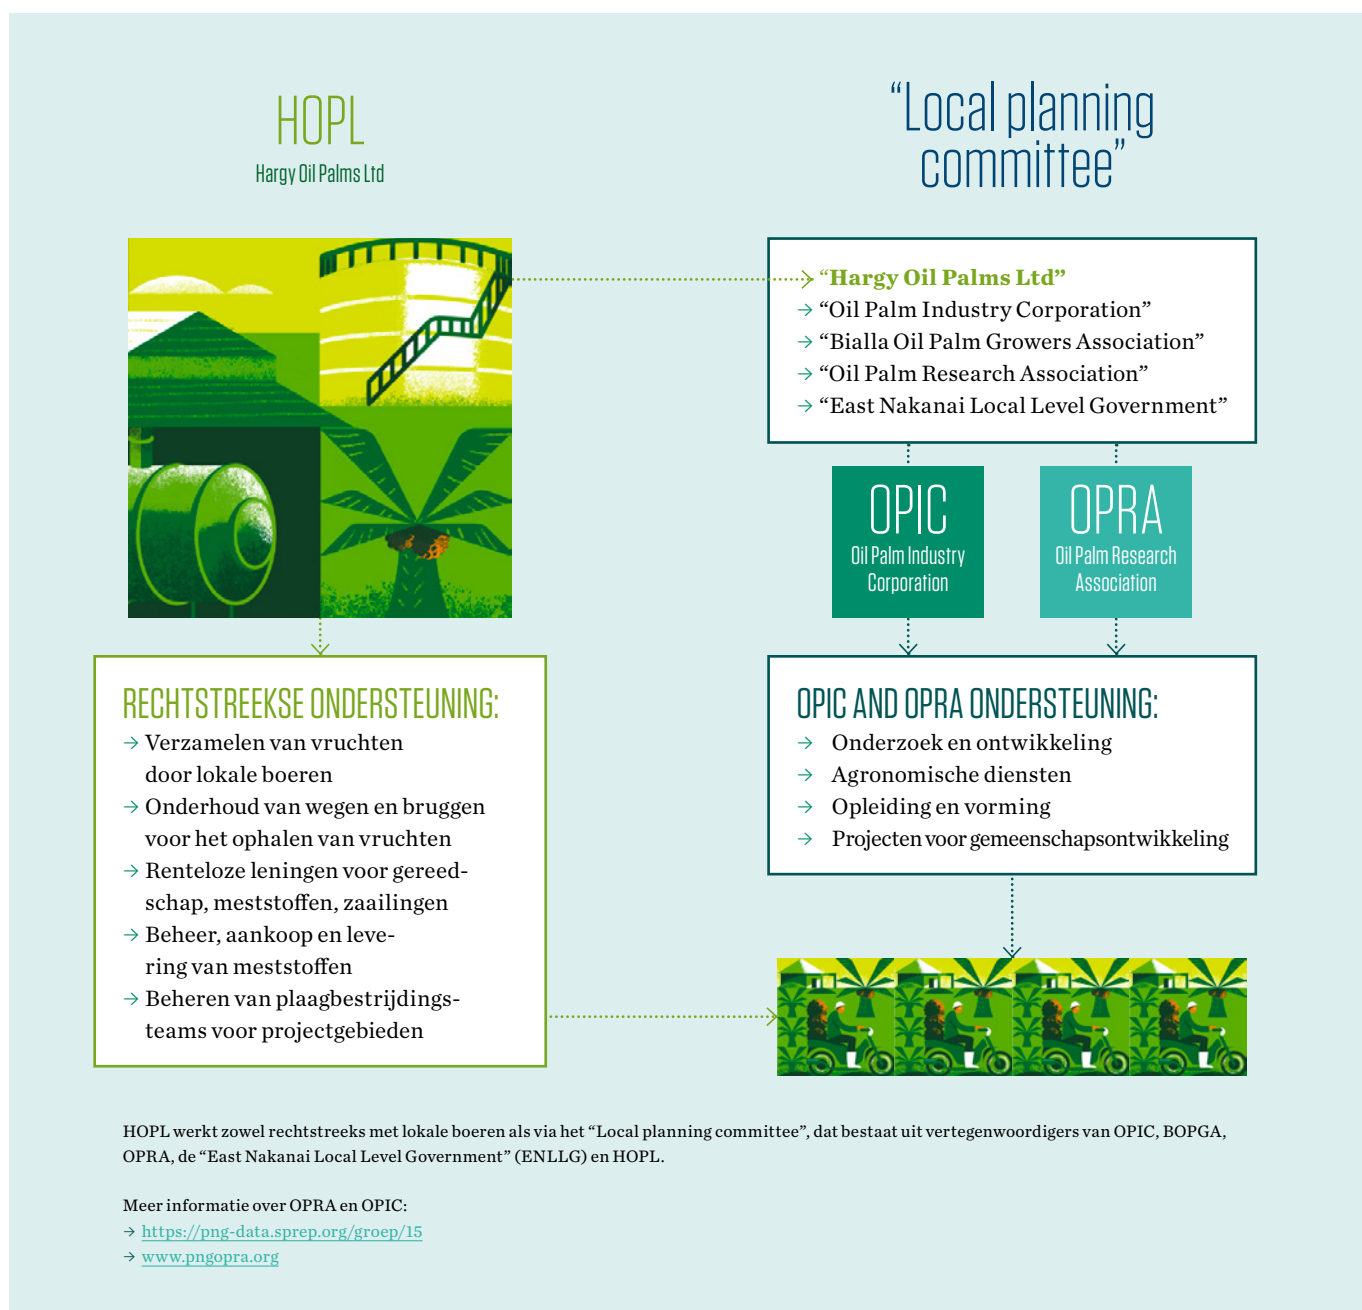 HOPL
Hargy Oil Palms Ltd
“Local planning
committee”
“Hargy Oil Palms Ltd”
→ “Oil Palm Industry Corporation”
→ “Bialla Oil Palm Growers Association”
→ “Oil Palm Research Association”
→ “East Nakanai Local Level Government”
OPIC
Oil Palm Industry
Corporation
OPRA
Oil Palm Research
Association
RECHTSTREEKSE ONDERSTEUNING:
→ Verzamelen van vruchten
door lokale boeren
→ Onderhoud van wegen en bruggen
voor het ophalen van vruchten
→ Renteloze leningen voor gereed-
schap, meststoffen, zaailingen
→ Beheer, aankoop en leve-
ring van meststoffen
→ Beheren van plaagbestrijdings-
teams voor projectgebieden
OPIC AND OPRA ONDERSTEUNING:
→ Onderzoek en ontwikkeling
→ Agronomische diensten
→ Opleiding en vorming
→ Projecten voor gemeenschapsontwikkeling
HOPL werkt zowel rechtstreeks met lokale boeren als via het “Local planning committee”, dat bestaat uit vertegenwoordigers van OPIC, BOPGA,
OPRA, de “East Nakanai Local Level Government” (ENLLG) en HOPL.
Meer informatie over OPRA en OPIC:
→ https://png-data.sprep.org/groep/15
→ www.pngopra.org